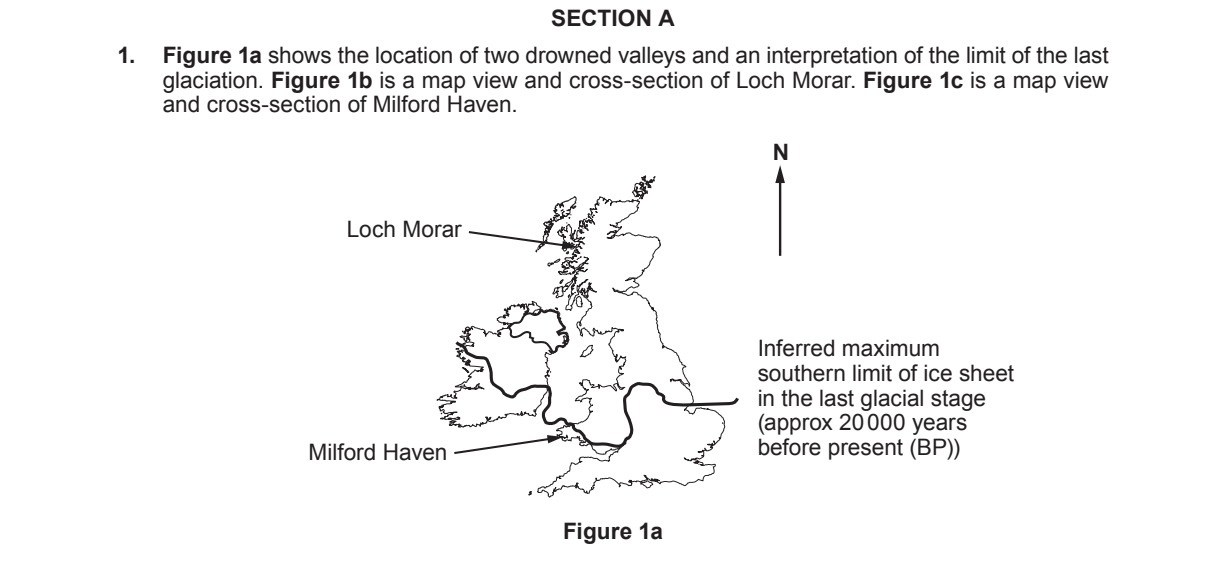 SECTION A
1. Figure 1a shows the location of two drowned valleys and an interpretation of the limit of the last
glaciation. Figure 1b is a map view and cross-section of Loch Morar. Figure 1c is a map view
and cross-section of Milford Haven.
N
Loch Morar
Inferred maximum
southern limit of ice sheet
in the last glacial stage
(approx 20 000 years
before present (BP))
Milford Haven
Figure 1a